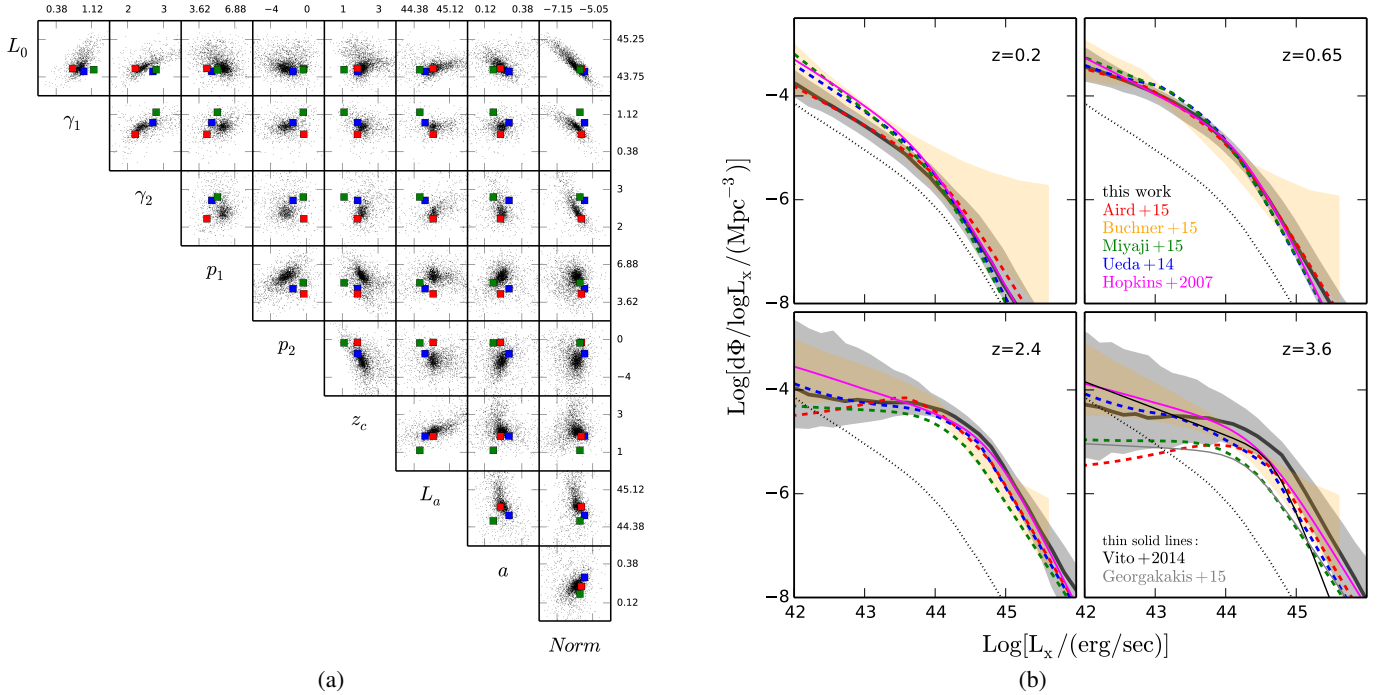 0.38 1.12 2 3 3.62 6.88 −4 0 1 3 44.38 45.12 0.12 0.38 −7.15 −5.05
L₀ 45.25
43.75
γ₁ 1.12
0.38
γ₂ 3
2
p₁ 6.88
3.62
p₂ 0
−4
z_c 3
1
L_a 45.12
44.38
a 0.38
0.12
Norm
(a)
z=0.2
z=0.65
this work
Aird+15
Buchner+15
Miyaji+15
Ueda+14
Hopkins+2007
z=2.4
z=3.6
thin solid lines:
Vito+2014
Georgakakis+15
−4
−6
−8
−4
−6
−8
Log[dΦ/logLₓ/(Mpc⁻³)]
42 43 44 45 42 43 44 45
Log[Lₓ/(erg/sec)]
(b)